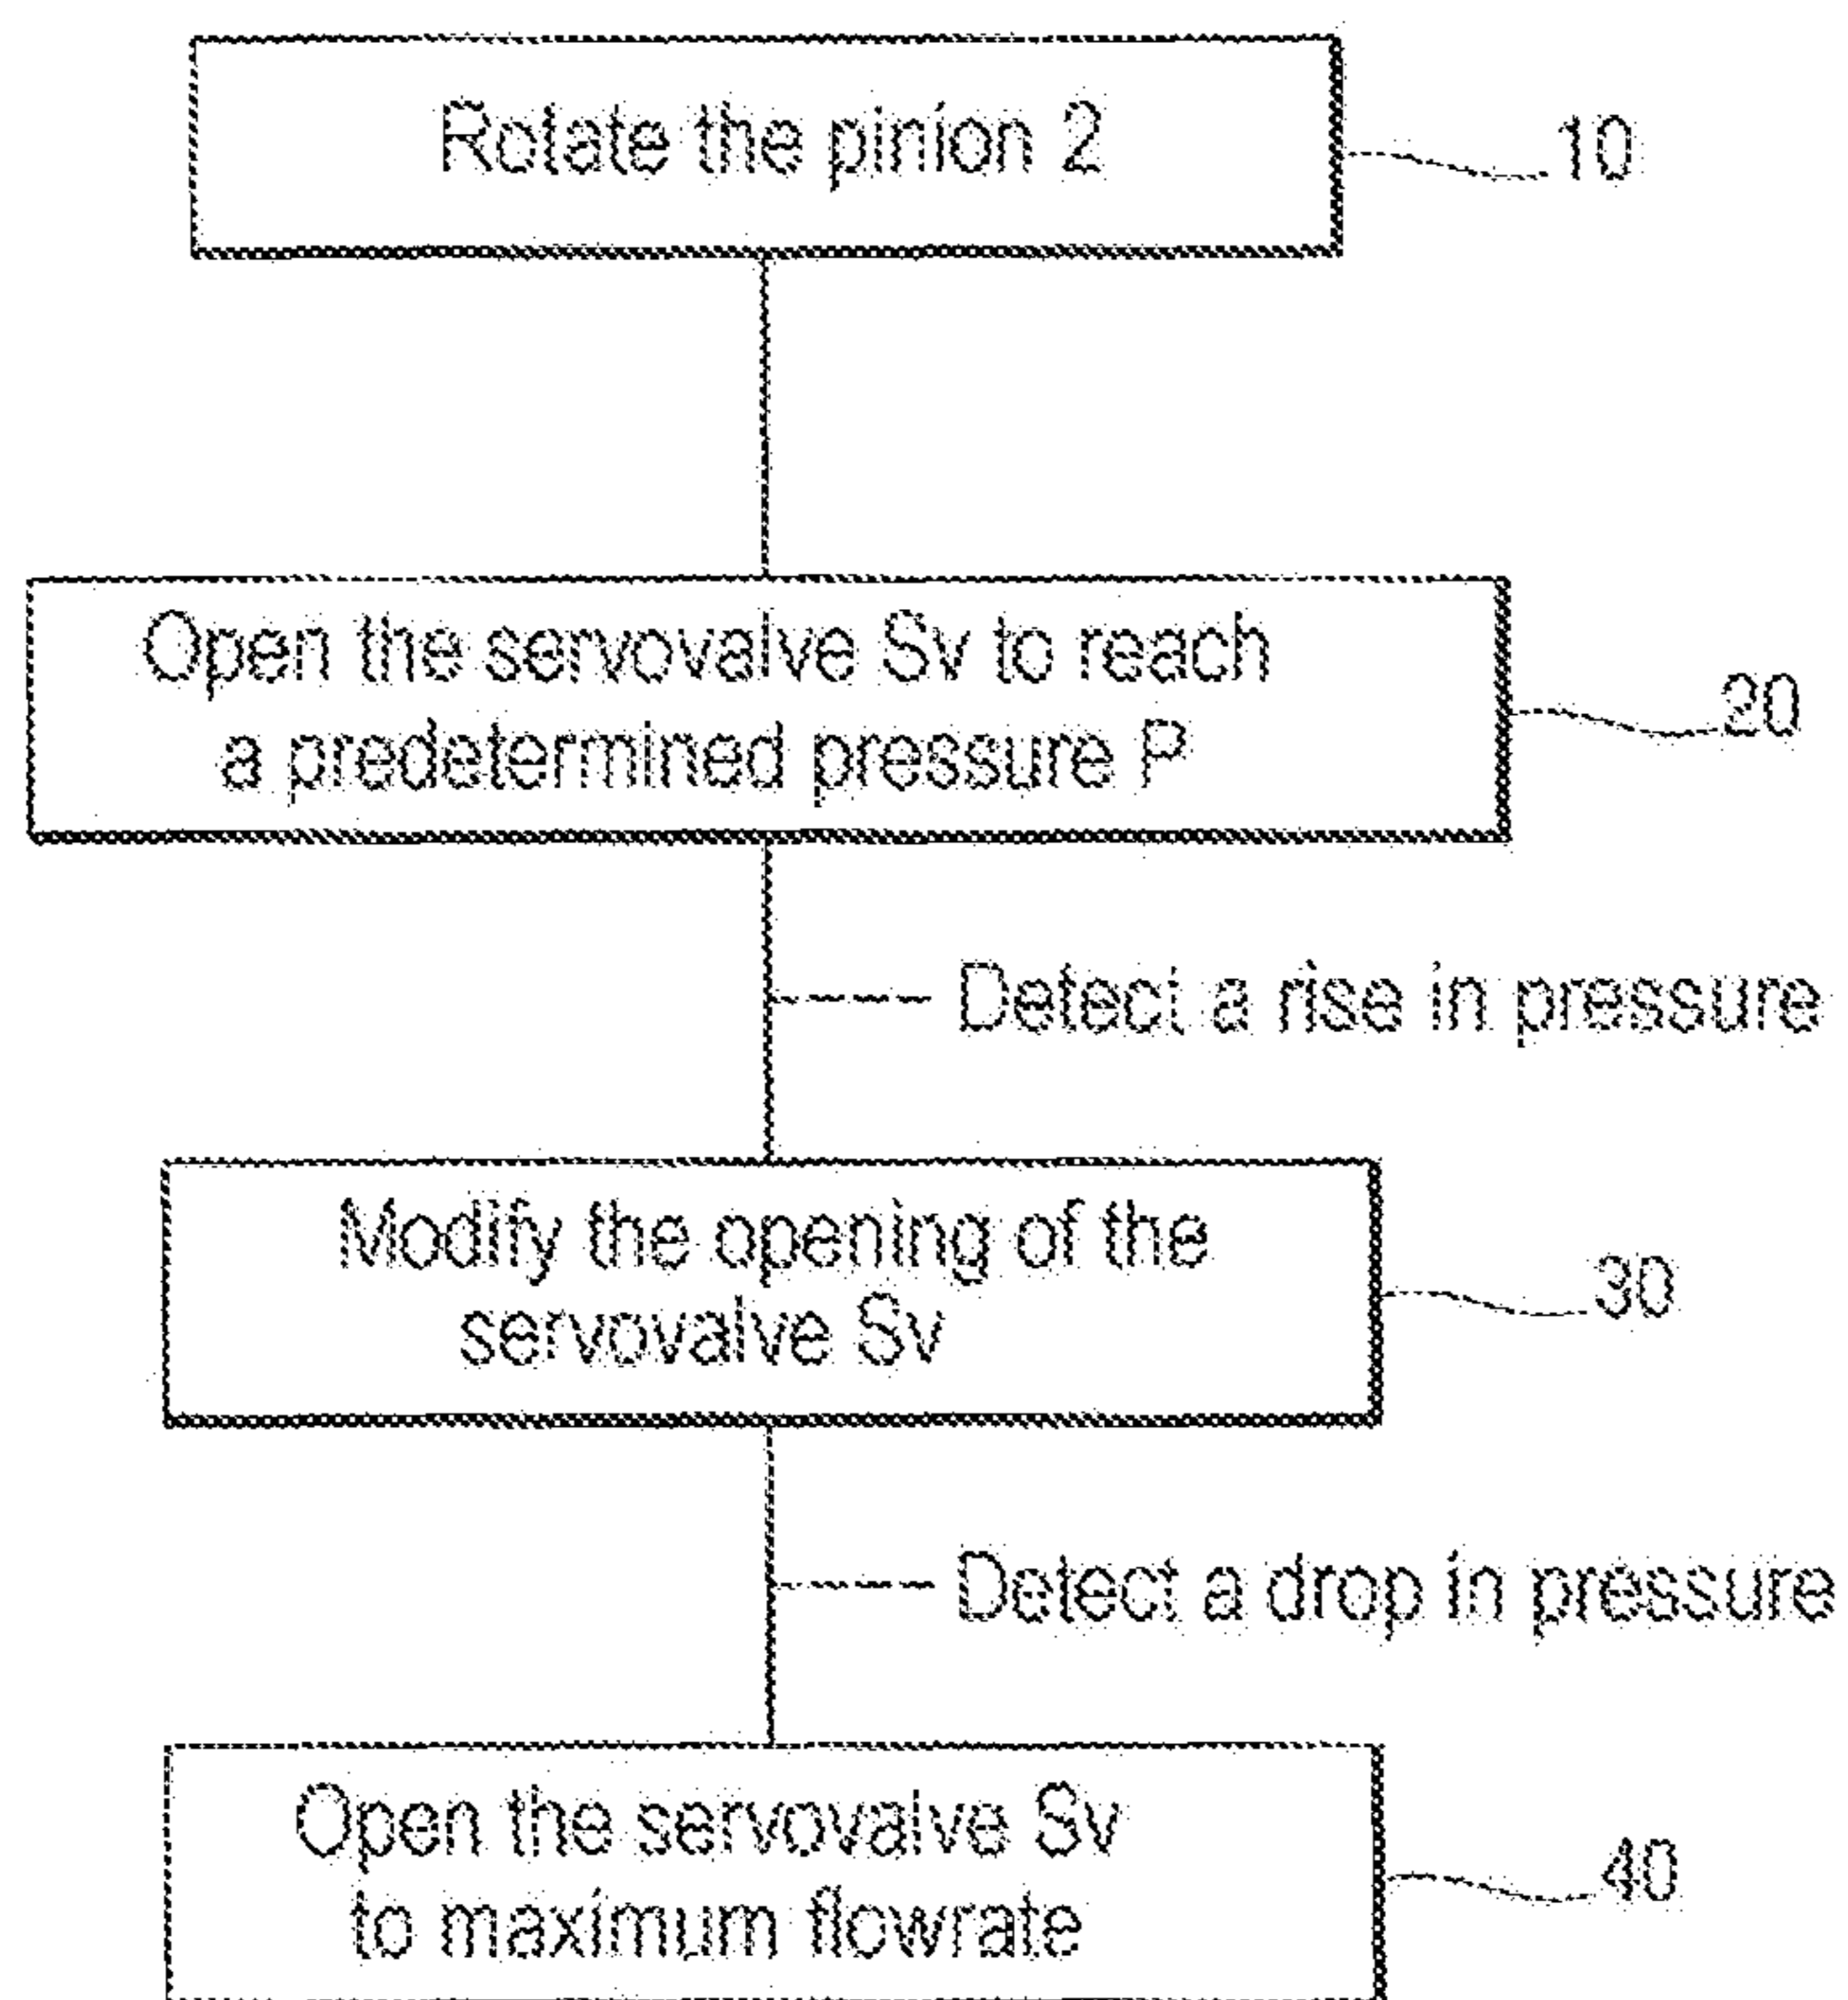 Rotate the pinion 2
10
Open the servovalve Sv to reach
a predetermined pressure P
20
Detect a rise in pressure
Modify the opening of the
servovalve Sv
30
Detect a drop in pressure
Open the servovalve Sv
to maximum flowrate
40